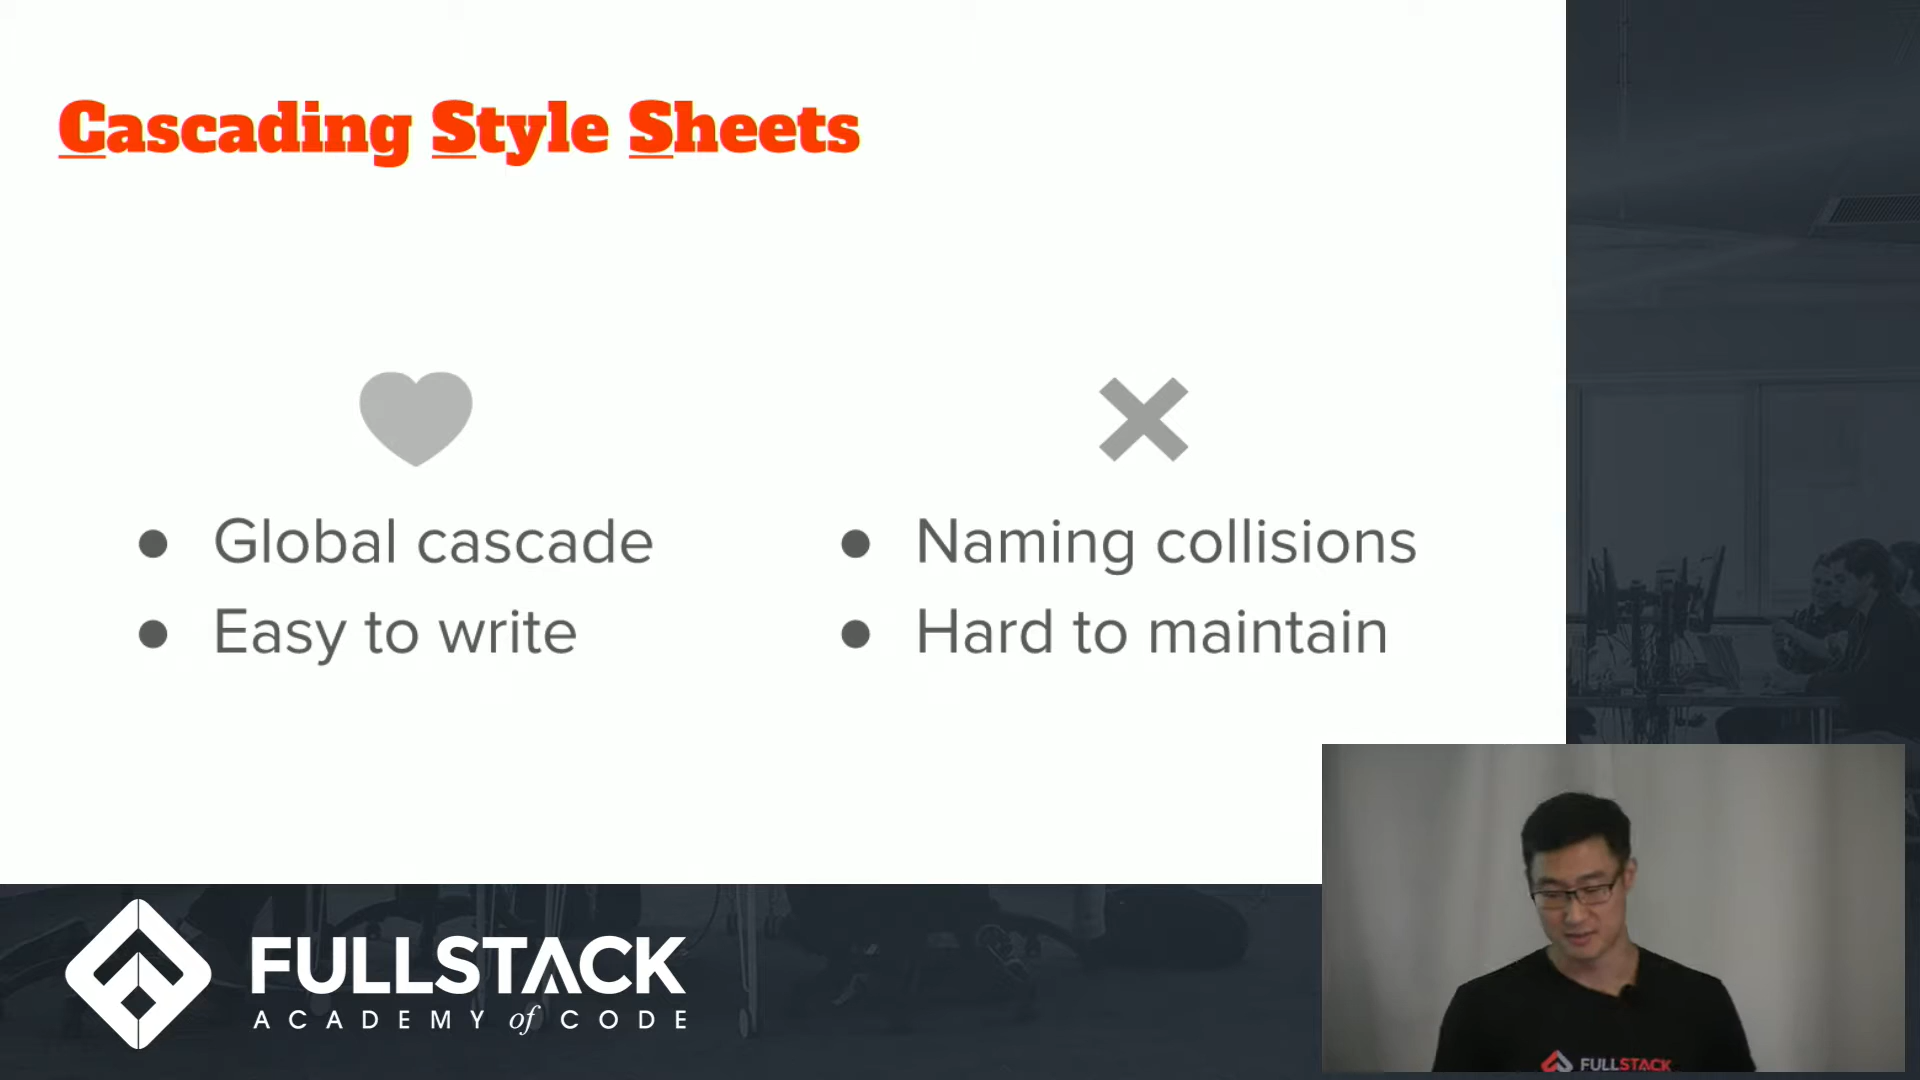 Cascading Style Sheets
Global cascade
Easy to write
Naming collisions
Hard to maintain
FULLSTACK
ACADEMY of CODE
FULLSTACK